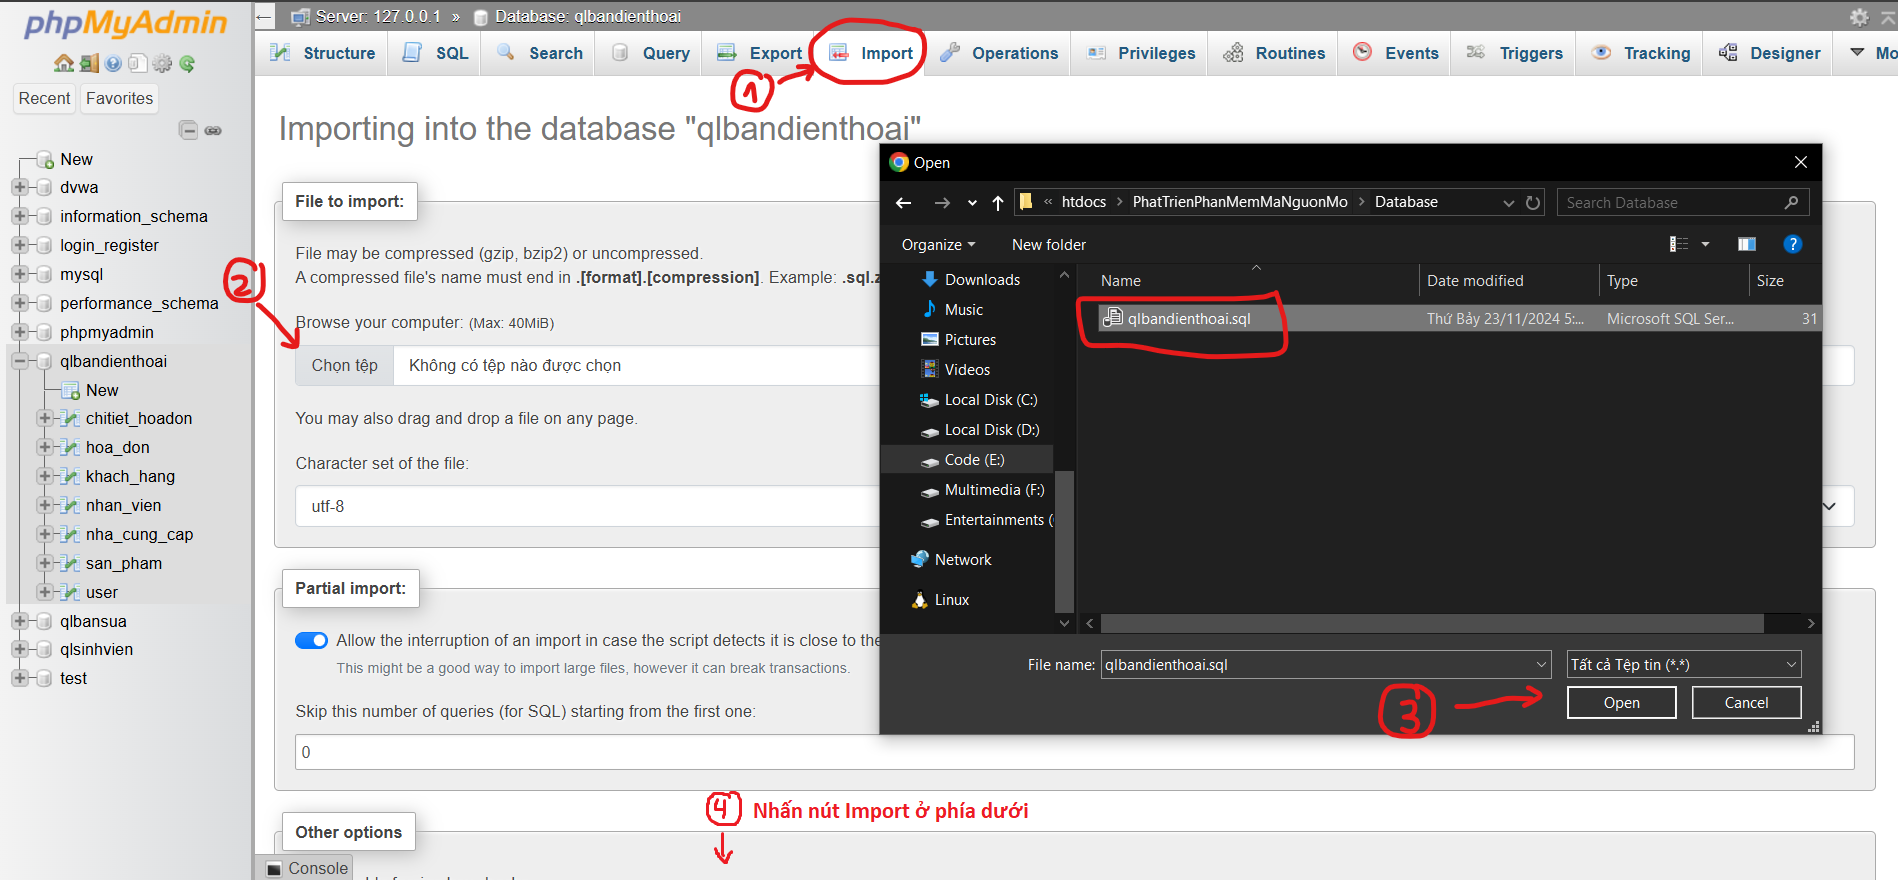 phpMyAdmin
Recent
Favorites
New
dvwa
information_schema
login_register
mysql
performance_schema
phpmyadmin
qlbandienthoai
New
chitiet_hoadon
hoa_don
khach_hang
nhan_vien
nha_cung_cap
san_pham
user
qlbansua
qlsinhvien
test
Server: 127.0.0.1 » Database: qlbandienthoai
Structure SQL Search Query Export Import Operations Privileges Routines Events Triggers Tracking Designer Mo
1
Importing into the database "qlbandienthoai"
File to import:
File may be compressed (gzip, bzip2) or uncompressed.
A compressed file's name must end in .[format].[compression]. Example: .sql.z
2
Browse your computer: (Max: 40MiB)
Chọn tệp Không có tệp nào được chọn
You may also drag and drop a file on any page.
Character set of the file:
utf-8
Partial import:
Allow the interruption of an import in case the script detects it is close to the
This might be a good way to import large files, however it can break transactions.
Skip this number of queries (for SQL) starting from the first one:
0
4 Nhấn nút Import ở phía dưới
Other options
Console
Open
« htdocs > PhatTrienPhanMemMaNguonMo > Database
Search Database
Organize New folder
Downloads
Music
Pictures
Videos
Local Disk (C:)
Local Disk (D:)
Code (E:)
Multimedia (F:)
Entertainments (
Network
Linux
Name Date modified Type Size
qlbandienthoai.sql Thứ Bảy 23/11/2024 5:... Microsoft SQL Ser... 31
File name: qlbandienthoai.sql Tất cả Tệp tin (*.*)
3
Open Cancel